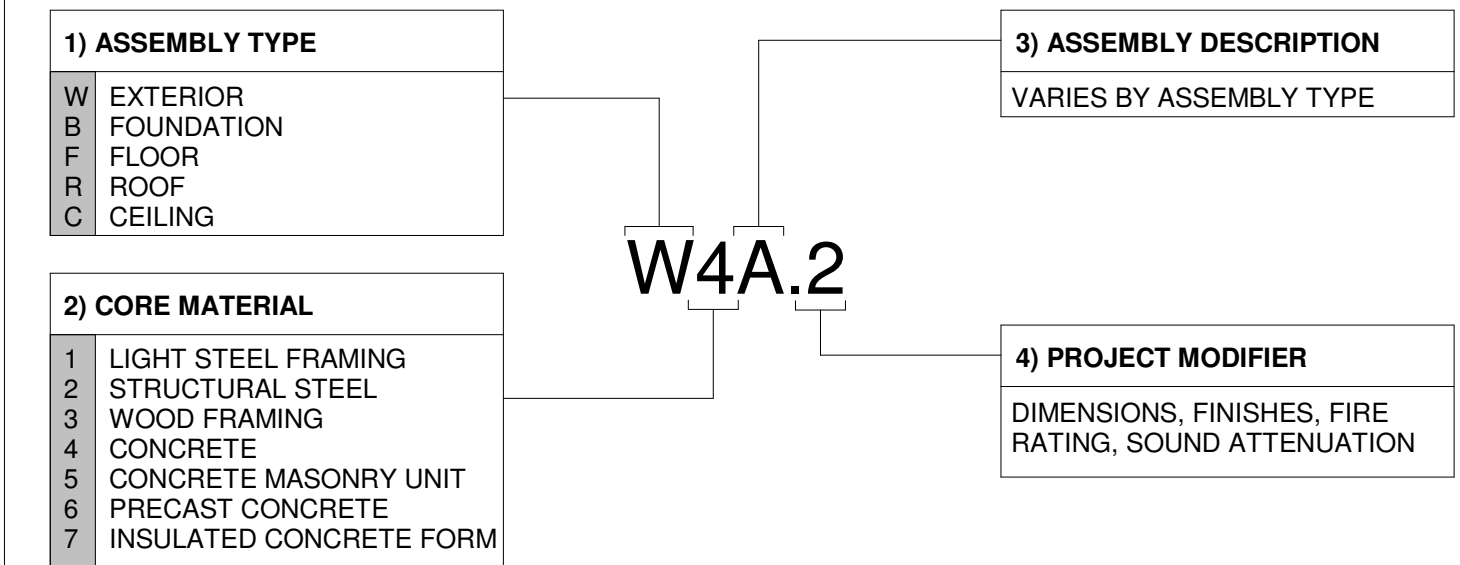 1) ASSEMBLY TYPE
W EXTERIOR
B FOUNDATION
F FLOOR
R ROOF
C CEILING
2) CORE MATERIAL
1 LIGHT STEEL FRAMING
2 STRUCTURAL STEEL
3 WOOD FRAMING
4 CONCRETE
5 CONCRETE MASONRY UNIT
6 PRECAST CONCRETE
7 INSULATED CONCRETE FORM
W4A.2
3) ASSEMBLY DESCRIPTION
VARIES BY ASSEMBLY TYPE
4) PROJECT MODIFIER
DIMENSIONS, FINISHES, FIRE
RATING, SOUND ATTENUATION